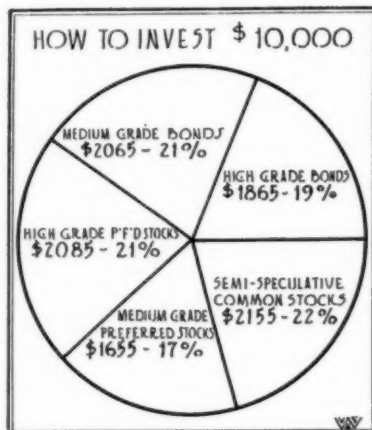 HOW TO INVEST $10,000
MEDIUM GRADE BONDS
$2065 - 21%
HIGH GRADE BONDS
$1865 - 19%
HIGH GRADE P'F'D STOCKS
$2085 - 21%
SEMI-SPECULATIVE
COMMON STOCKS
$2155 - 22%
MEDIUM GRADE
PREFERRED STOCKS
$1655 - 17%